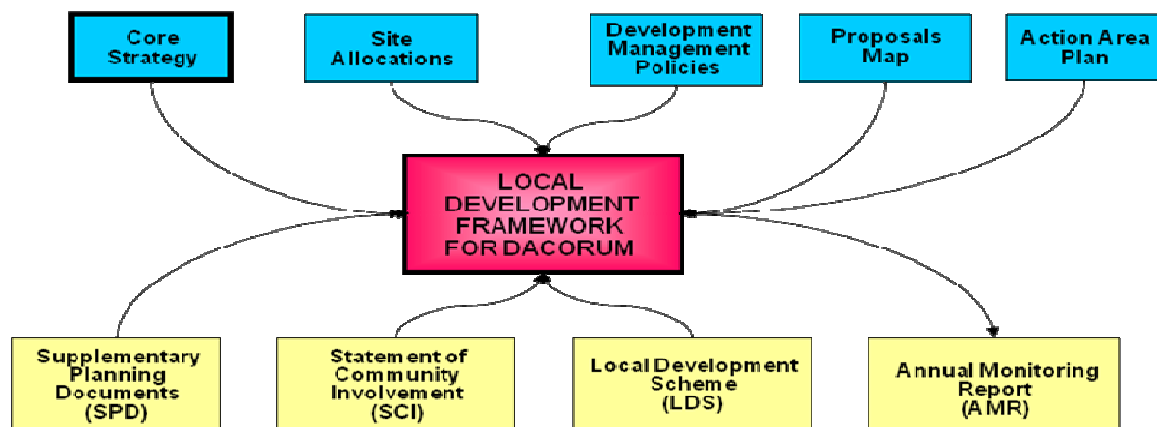 Core
Strategy
Site
Allocations
Development
Management
Policies
Proposals
Map
Action Area
Plan
LOCAL
DEVELOPMENT
FRAMEWORK
FOR DACORUM
Supplementary
Planning
Documents
(SPD)
Statement of
Community
Involvement
(SCI)
Local Development
Scheme
(LDS)
Annual Monitoring
Report
(AMR)